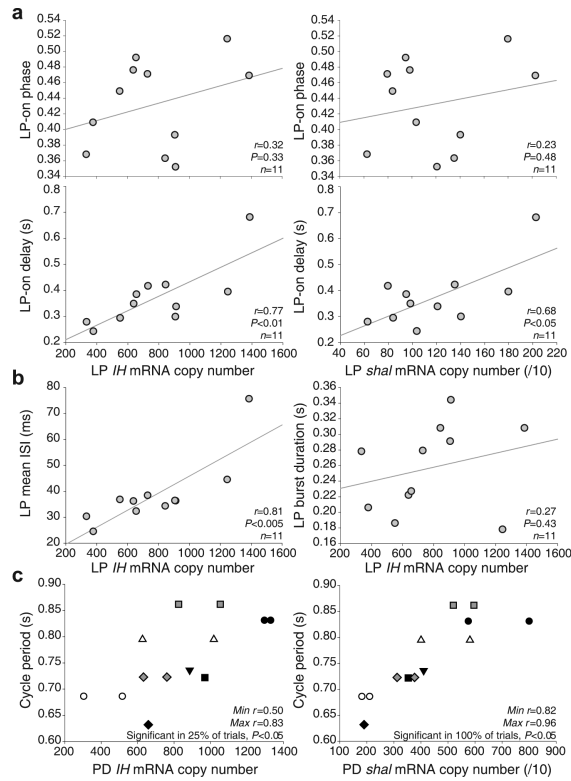 a
0.54 0.52 0.50 0.48 0.46 0.44 0.42 0.40 0.38 0.36 0.34
LP-on phase
r=0.32
P=0.33
n=11
0.54 0.52 0.50 0.48 0.46 0.44 0.42 0.40 0.38 0.36 0.34
LP-on phase
r=0.23
P=0.48
n=11
0.8 0.7 0.6 0.5 0.4 0.3 0.2
LP-on delay (s)
r=0.77
P<0.01
n=11
200 400 600 800 1000 1200 1400 1600
LP IH mRNA copy number
0.8 0.7 0.6 0.5 0.4 0.3 0.2
LP-on delay (s)
r=0.68
P<0.05
n=11
40 60 80 100 120 140 160 180 200 220
LP shal mRNA copy number (/10)
b
80 70 60 50 40 30 20
LP mean ISI (ms)
r=0.81
P<0.005
n=11
200 400 600 800 1000 1200 1400 1600
LP IH mRNA copy number
0.36 0.34 0.32 0.30 0.28 0.26 0.24 0.22 0.20 0.18 0.16
LP burst duration (s)
r=0.27
P=0.43
n=11
200 400 600 800 1000 1200 1400 1600
LP IH mRNA copy number
c
0.90 0.85 0.80 0.75 0.70 0.65 0.60
Cycle period (s)
Min r=0.50
Max r=0.83
Significant in 25% of trials, P<0.05
200 400 600 800 1000 1200 1400
PD IH mRNA copy number
0.90 0.85 0.80 0.75 0.70 0.65 0.60
Cycle period (s)
Min r=0.82
Max r=0.96
Significant in 100% of trials, P<0.05
100 200 300 400 500 600 700 800 900
PD shal mRNA copy number (/10)